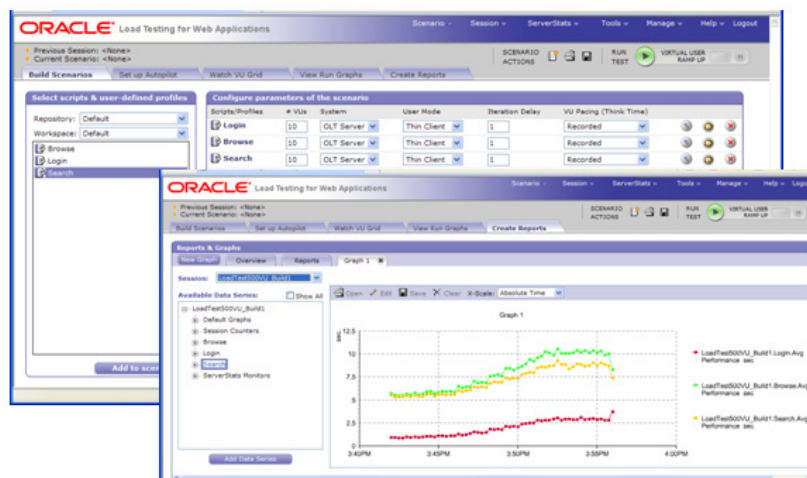 ORACLE Load Testing for Web Applications
Scenario Session ServerStats Tools Manage Help Logout
Previous Session: <None>
Current Scenario: <None>
SCENARIO ACTIONS RUN TEST VIRTUAL USER RAMP UP
Build Scenarios Set up Autopilot Watch VU Grid View Run Graphs Create Reports
Select scripts & user-defined profiles
Repository: Default
Workspace: Default
Browse
Login
Search
Add to scen
Configure parameters of the scenario
Scripts/Profiles # VUs System User Mode Iteration Delay VU Pacing (Think Time)
Login 10 OLT Server Thin Client 1 Recorded
Browse 10 OLT Server Thin Client 1 Recorded
Search 10 OLT Server Thin Client 1 Recorded
ORACLE Load Testing for Web Applications
Scenario Session ServerStats Tools Manage Help Logo
Previous Session: <None>
Current Scenario: <None>
SCENARIO ACTIONS RUN TEST VIRTUAL USER RAMP UP
Build Scenarios Set up Autopilot Watch VU Grid View Run Graphs Create Reports
Reports & Graphs
New Graph Overview Reports Graph 1
Session: LoadTest500VU_Build1
Available Data Series: Show All
LoadTest500VU_Build1
Default Graphs
Session Counters
Browse
Login
Search
ServerStats Monitors
Add Data Series
Open Edit Save Clear X-Scale: Absolute Time
Graph 1
sec.
12.5
10
7.5
5
2.5
0
3:40PM 3:45PM 3:50PM 3:55PM 4:00PM
LoadTest500VU_Build1.Login.Avg
Performance sec
LoadTest500VU_Build1.Browse.Avg
Performance sec
LoadTest500VU_Build1.Search.Avg
Performance sec